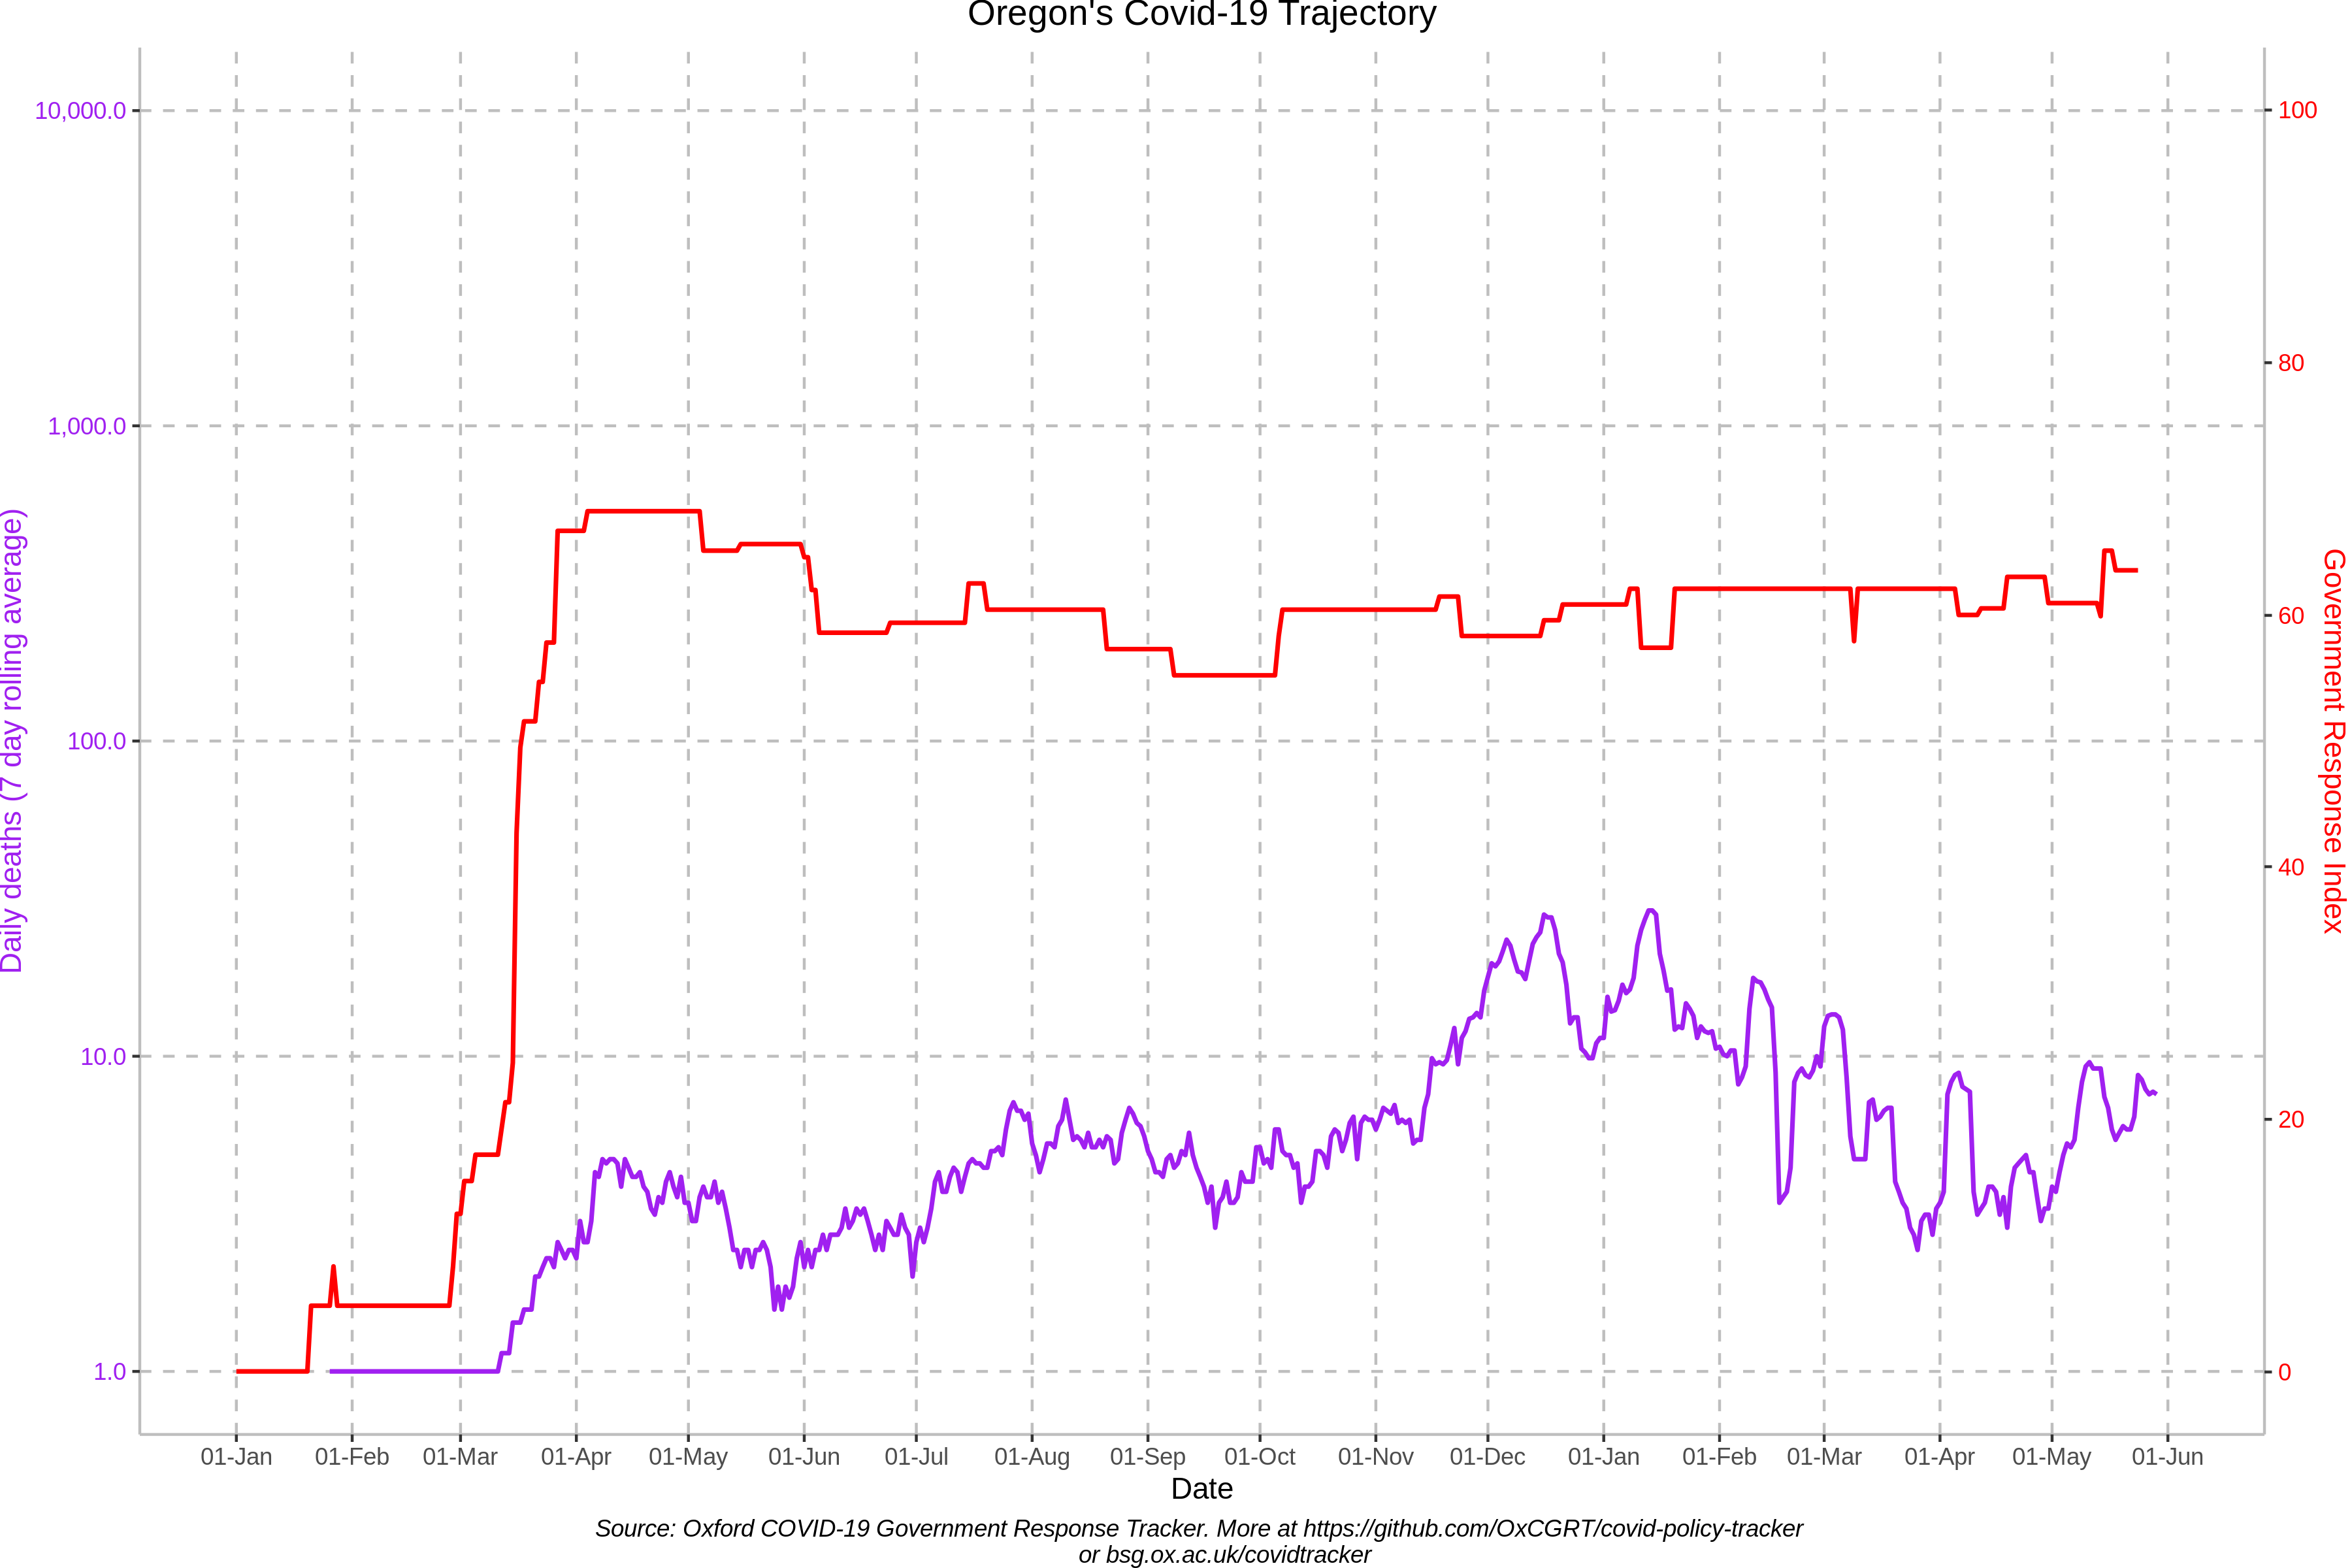 Oregon's Covid-19 Trajectory
10,000.0
1,000.0
100.0
10.0
1.0
Daily deaths (7 day rolling average)
100
80
60
40
20
0
Government Response Index
01-Jan 01-Feb 01-Mar 01-Apr 01-May 01-Jun 01-Jul 01-Aug 01-Sep 01-Oct 01-Nov 01-Dec 01-Jan 01-Feb 01-Mar 01-Apr 01-May 01-Jun
Date
Source: Oxford COVID-19 Government Response Tracker. More at https://github.com/OxCGRT/covid-policy-tracker
or bsg.ox.ac.uk/covidtracker